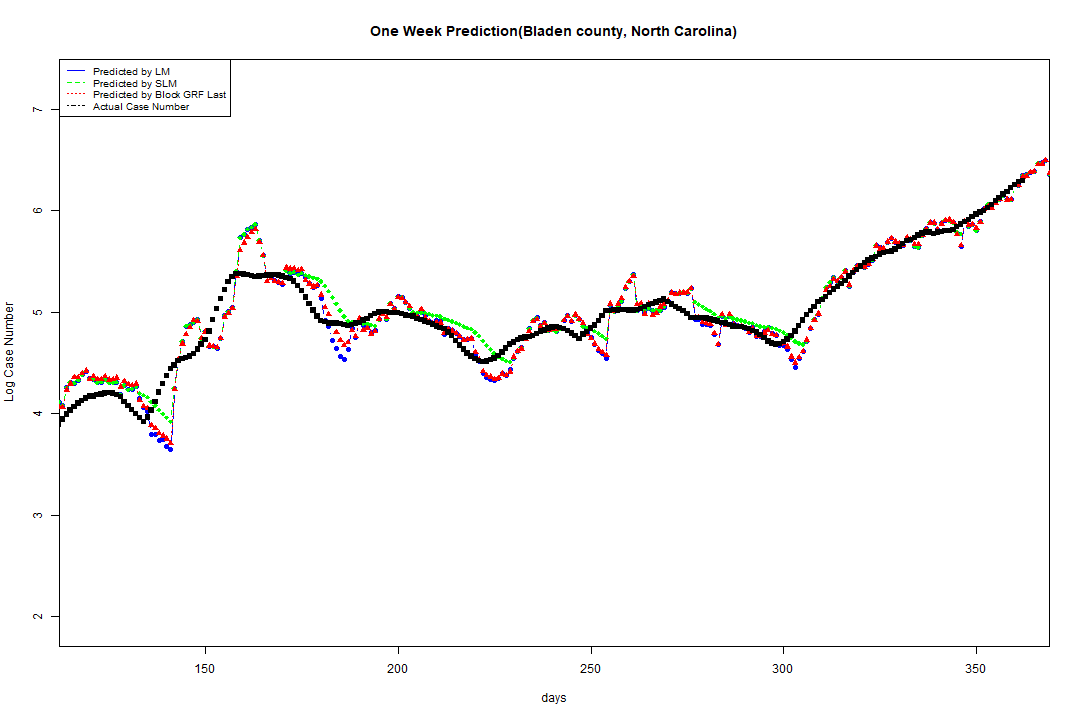 One Week Prediction(Bladen county, North Carolina)
Predicted by LM
Predicted by SLM
Predicted by Block GRF Last
Actual Case Number
7
6
5
4
3
2
Log Case Number
150
200
250
300
350
days